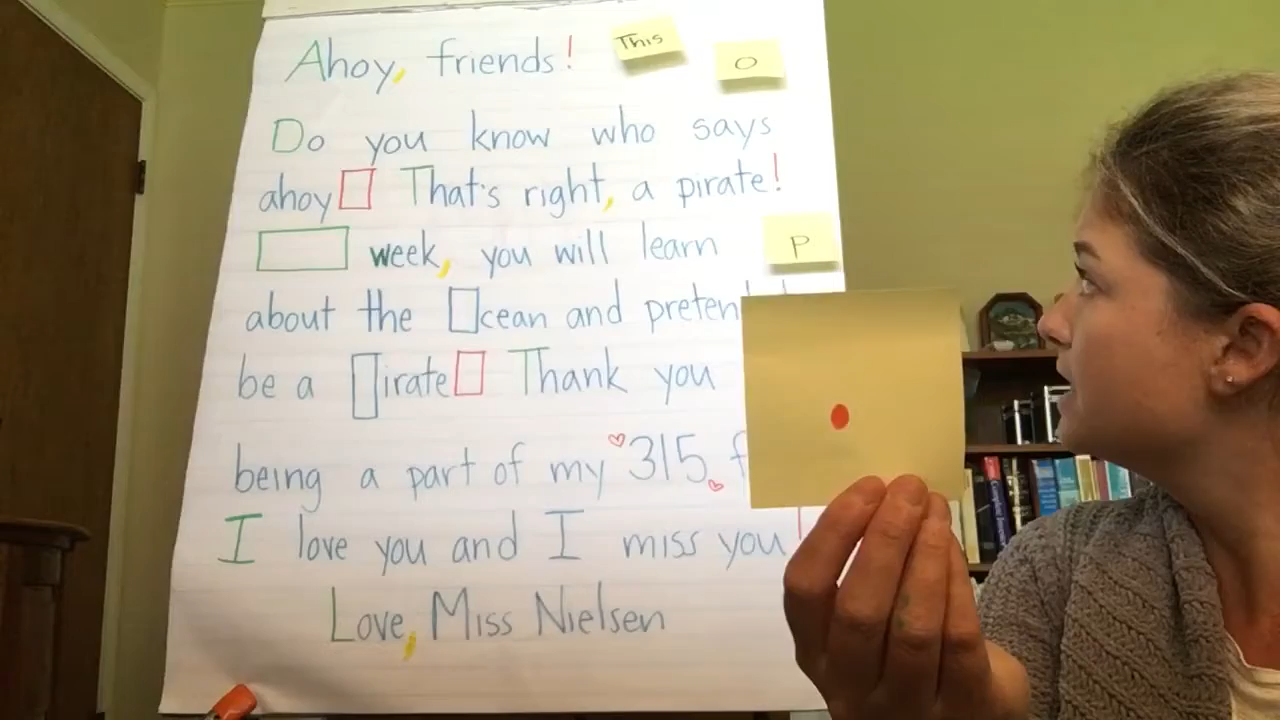 Ahoy, friends!
This
O
Do you know who says
ahoy That's right, a pirate!
week, you will learn
P
about the cean and
be a irate Thank you
being a part of my 315
I love you and I miss you!
Love, Miss Nielsen